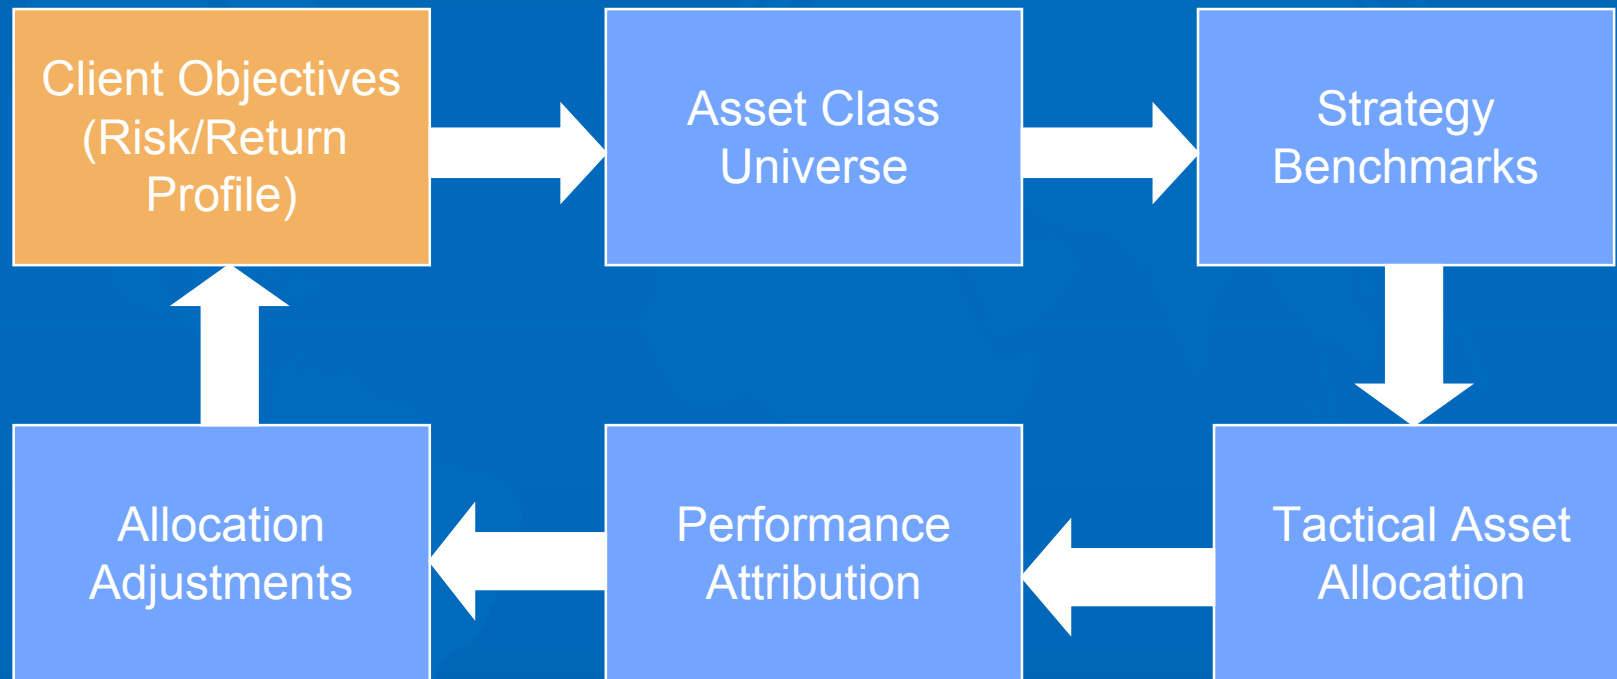 Client Objectives
(Risk/Return
Profile)
Asset Class
Universe
Strategy
Benchmarks
Allocation
Adjustments
Performance
Attribution
Tactical Asset
Allocation